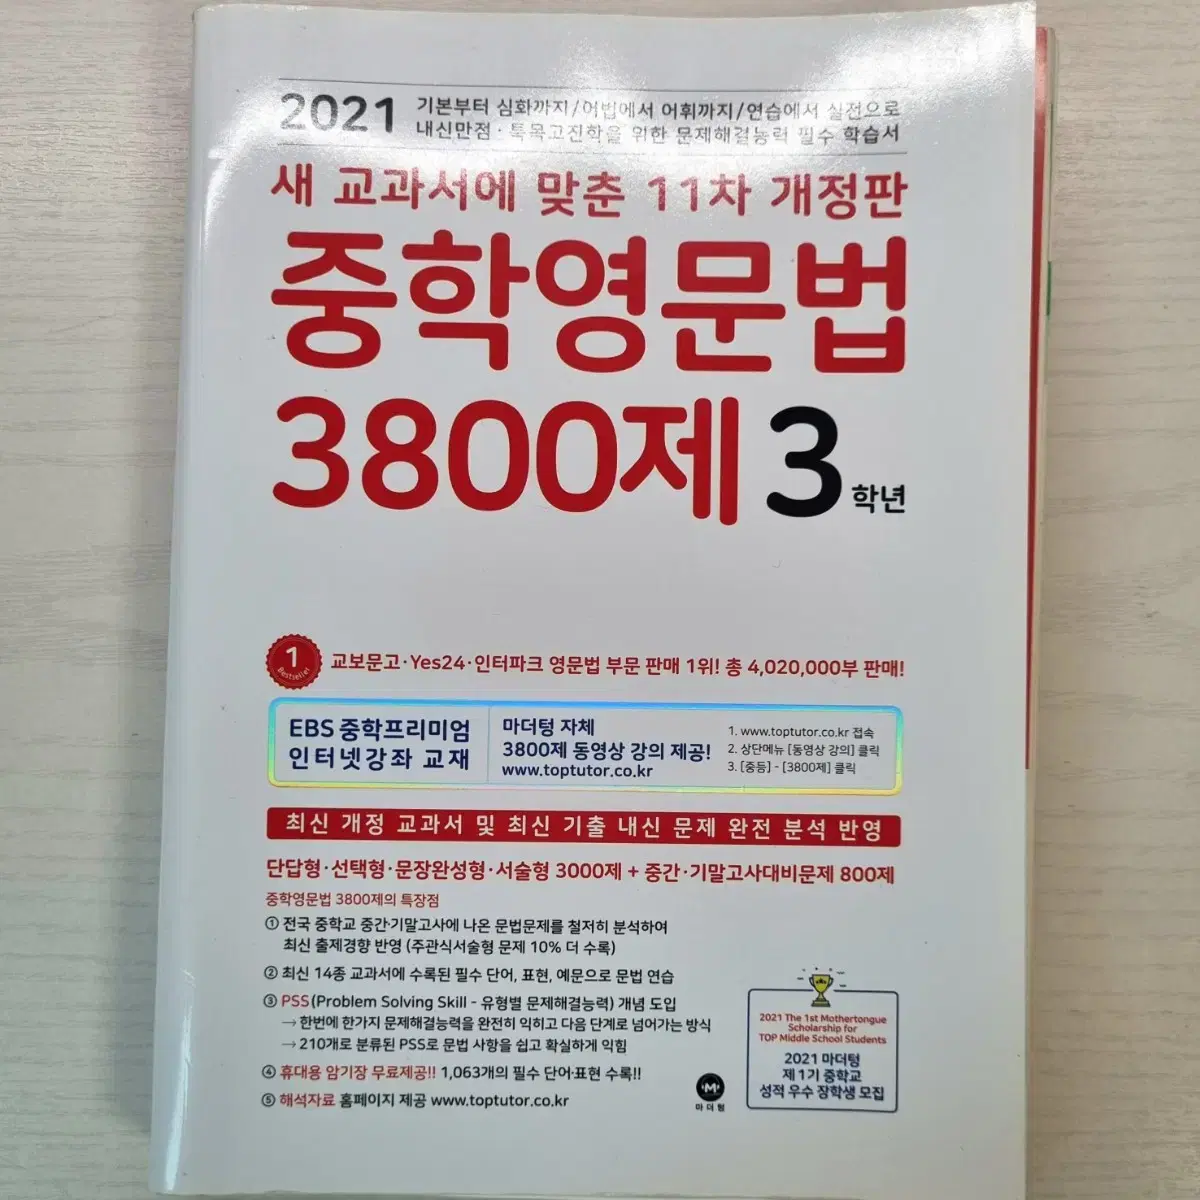 2021
기본부터 심화까지/어법에서 어휘까지/연습에서 실전으로
내신만점·특목고진학을 위한 문제해결능력 필수 학습서
새 교과서에 맞춘 11차 개정판
중학영문법
3800제 3 학년
1
Bestseller
교보문고·Yes24·인터파크 영문법 부문 판매 1위! 총 4,020,000부 판매!
EBS 중학프리미엄
인터넷강좌 교재
마더텅 자체
3800제 동영상 강의 제공!
www.toptutor.co.kr
1. www.toptutor.co.kr 접속
2. 상단메뉴 [동영상 강의] 클릭
3. [중등] - [3800제] 클릭
최신 개정 교과서 및 최신 기출 내신 문제 완전 분석 반영
단답형·선택형·문장완성형·서술형 3000제 + 중간·기말고사대비문제 800제
중학영문법 3800제의 특장점
① 전국 중학교 중간·기말고사에 나온 문법문제를 철저히 분석하여
최신 출제경향 반영 (주관식서술형 문제 10% 더 수록)
② 최신 14종 교과서에 수록된 필수 단어, 표현, 예문으로 문법 연습
③ PSS(Problem Solving Skill - 유형별 문제해결능력) 개념 도입
→ 한번에 한가지 문제해결능력을 완전히 익히고 다음 단계로 넘어가는 방식
→ 210개로 분류된 PSS로 문법 사항을 쉽고 확실하게 익힘
④ 휴대용 암기장 무료제공!! 1,063개의 필수 단어·표현 수록!!
⑤ 해석자료 홈페이지 제공 www.toptutor.co.kr
M
마더텅
2021 The 1st Mothertongue
Scholarship for
TOP Middle School Students
2021 마더텅
제 1기 중학교
성적 우수 장학생 모집